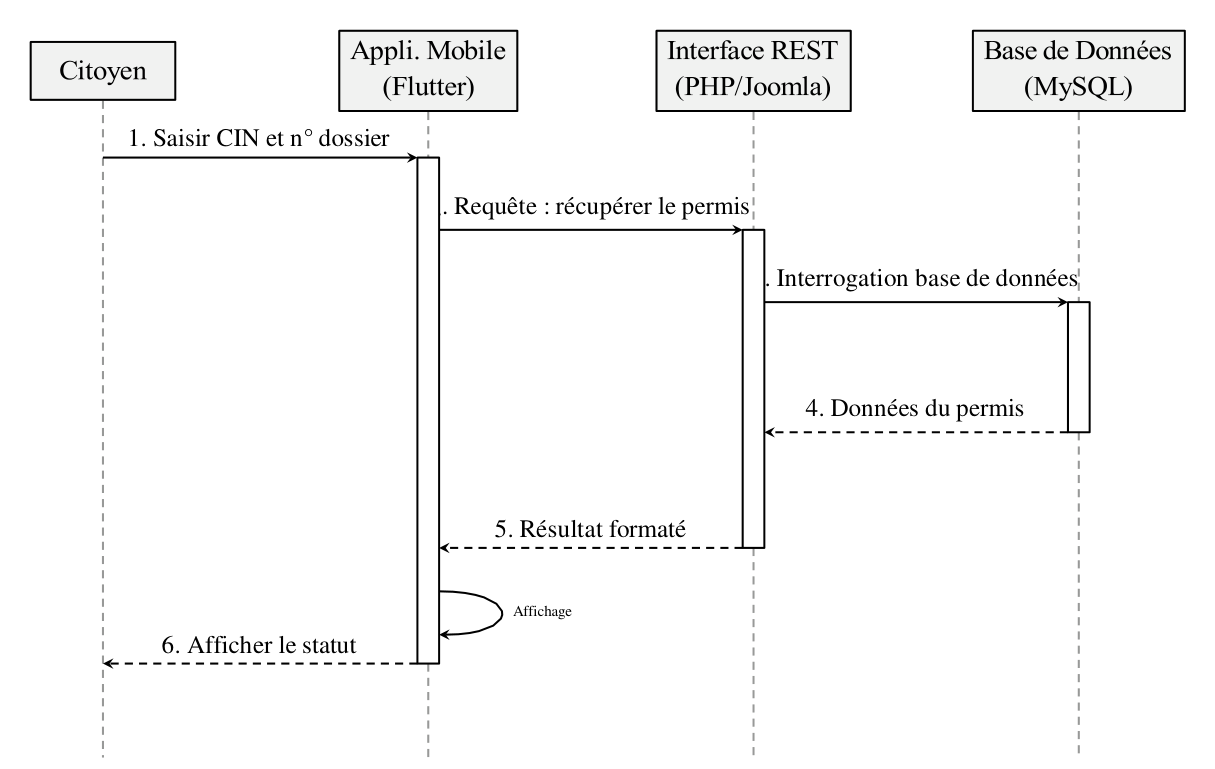 Citoyen
Appli. Mobile
(Flutter)
Interface REST
(PHP/Joomla)
Base de Données
(MySQL)
1. Saisir CIN et n° dossier
. Requête : récupérer le permis
. Interrogation base de données
4. Données du permis
5. Résultat formaté
Affichage
6. Afficher le statut